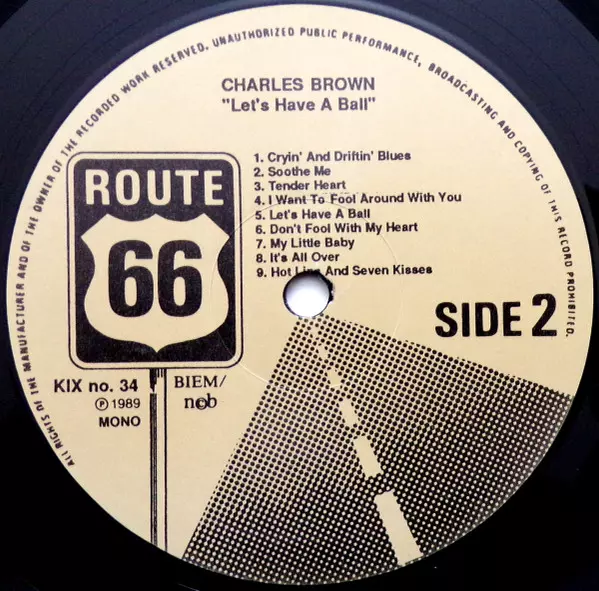 ALL RIGHTS OF THE MANUFACTURER AND OF THE OWNER OF THE RECORDED WORK RESERVED. UNAUTHORIZED PUBLIC PERFORMANCE, BROADCASTING AND COPYING OF THIS RECORD PROHIBITED.
CHARLES BROWN
"Let's Have A Ball"
1. Cryin' And Driftin' Blues
2. Soothe Me
3. Tender Heart
4. I Want To Fool Around With You
5. Let's Have A Ball
6. Don't Fool With My Heart
7. My Little Baby
8. It's All Over
9. Hot Lips And Seven Kisses
ROUTE
66
SIDE 2
KIX no. 34
℗ 1989
MONO
BIEM/
ncb